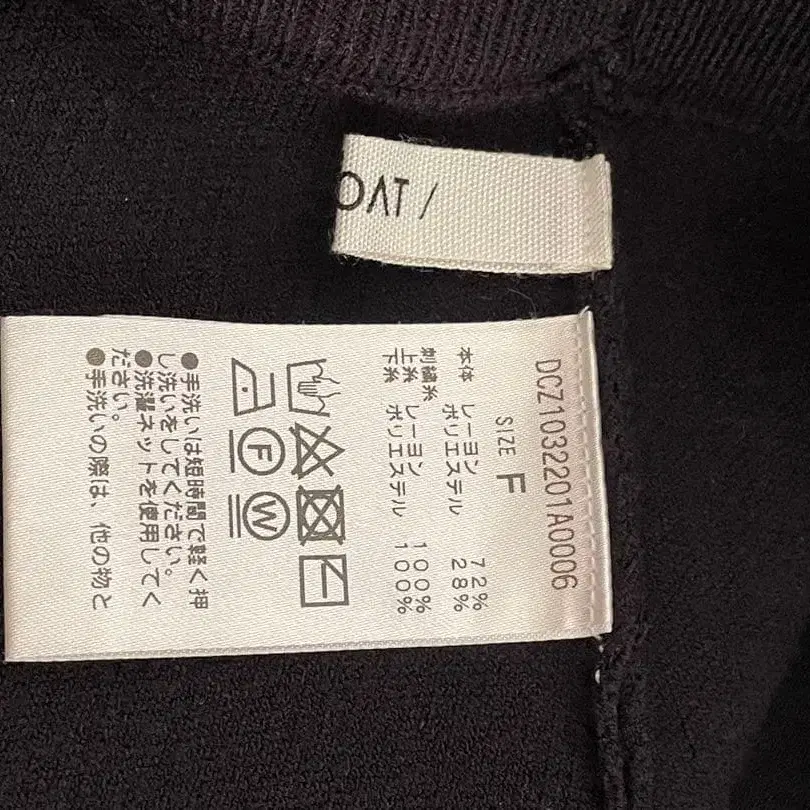 OAT /
DCZ1032201A0006
SIZE F
本体 レーヨン 72%
ポリエステル 28%
刺繍糸
上糸 レーヨン 100%
下糸 ポリエステル 100%
F
W
●手洗いは短時間で軽く押
し洗いをしてください。
●洗濯ネットを使用してく
ださい。
●手洗いの際は、他の物と